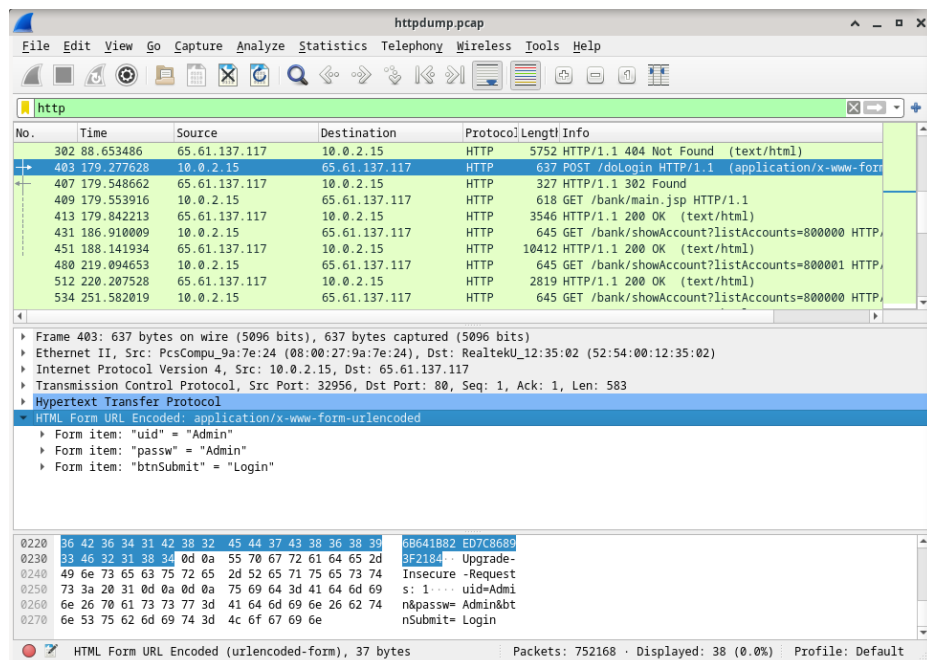 httpdump.pcap
File Edit View Go Capture Analyze Statistics Telephony Wireless Tools Help
http
No. Time Source Destination Protocol Length Info
302 88.653486 65.61.137.117 10.0.2.15 HTTP 5752 HTTP/1.1 404 Not Found (text/html)
403 179.277628 10.0.2.15 65.61.137.117 HTTP 637 POST /doLogin HTTP/1.1 (application/x-www-form
407 179.548662 65.61.137.117 10.0.2.15 HTTP 327 HTTP/1.1 302 Found
409 179.553916 10.0.2.15 65.61.137.117 HTTP 618 GET /bank/main.jsp HTTP/1.1
413 179.842213 65.61.137.117 10.0.2.15 HTTP 3546 HTTP/1.1 200 OK (text/html)
431 186.910009 10.0.2.15 65.61.137.117 HTTP 645 GET /bank/showAccount?listAccounts=800000 HTTP/
451 188.141934 65.61.137.117 10.0.2.15 HTTP 10412 HTTP/1.1 200 OK (text/html)
480 219.094653 10.0.2.15 65.61.137.117 HTTP 645 GET /bank/showAccount?listAccounts=800001 HTTP/
512 220.207528 65.61.137.117 10.0.2.15 HTTP 2819 HTTP/1.1 200 OK (text/html)
534 251.582019 10.0.2.15 65.61.137.117 HTTP 645 GET /bank/showAccount?listAccounts=800000 HTTP/
Frame 403: 637 bytes on wire (5096 bits), 637 bytes captured (5096 bits)
Ethernet II, Src: PcsCompu_9a:7e:24 (08:00:27:9a:7e:24), Dst: RealtekU_12:35:02 (52:54:00:12:35:02)
Internet Protocol Version 4, Src: 10.0.2.15, Dst: 65.61.137.117
Transmission Control Protocol, Src Port: 32956, Dst Port: 80, Seq: 1, Ack: 1, Len: 583
Hypertext Transfer Protocol
HTML Form URL Encoded: application/x-www-form-urlencoded
Form item: "uid" = "Admin"
Form item: "passw" = "Admin"
Form item: "btnSubmit" = "Login"
0220 36 42 36 34 31 42 38 32 45 44 37 43 38 36 38 39 6B641B82 ED7C8689
0230 33 46 32 31 38 34 0d 0a 55 70 67 72 61 64 65 2d 3F2184·· Upgrade-
0240 49 6e 73 65 63 75 72 65 2d 52 65 71 75 65 73 74 Insecure -Request
0250 73 3a 20 31 0d 0a 0d 0a 75 69 64 3d 41 64 6d 69 s: 1···· uid=Admi
0260 6e 26 70 61 73 73 77 3d 41 64 6d 69 6e 26 62 74 n&passw= Admin&bt
0270 6e 53 75 62 6d 69 74 3d 4c 6f 67 69 6e nSubmit= Login
HTML Form URL Encoded (urlencoded-form), 37 bytes Packets: 752168 · Displayed: 38 (0.0%) Profile: Default